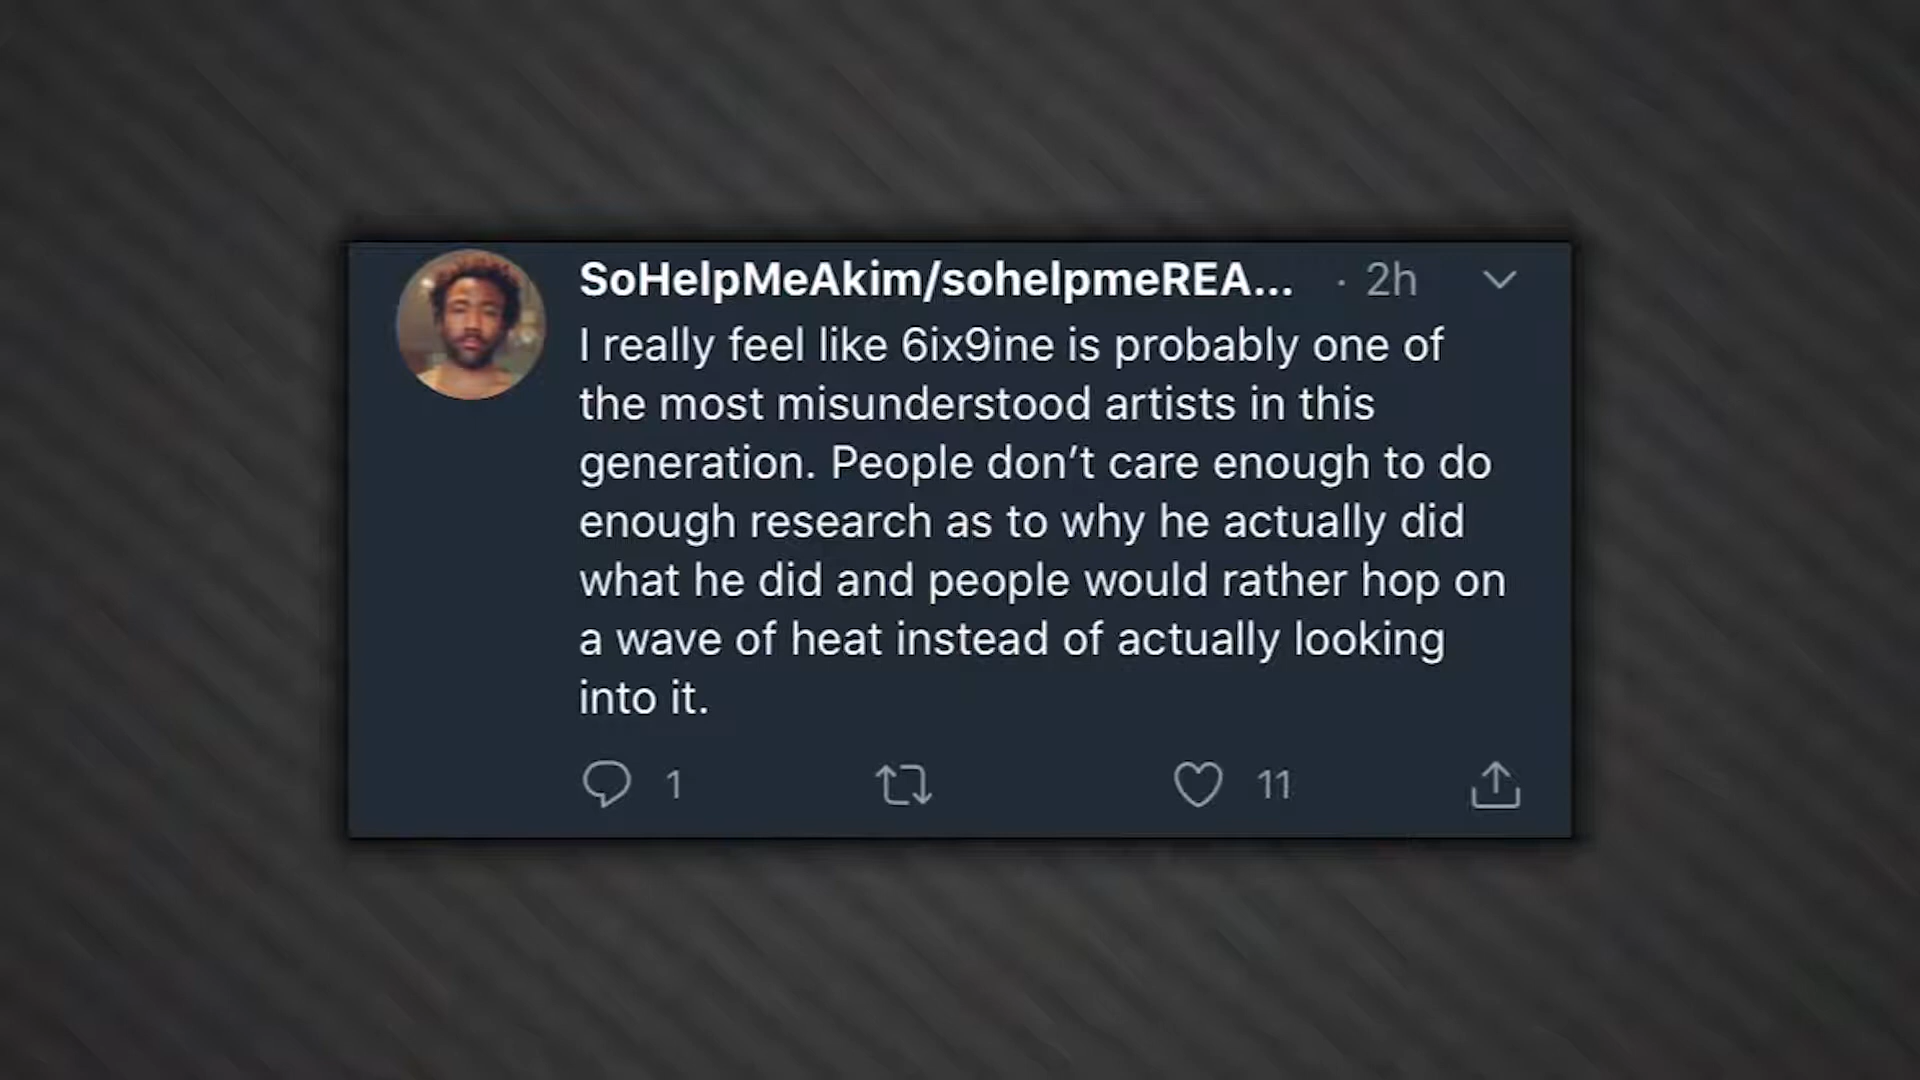 SoHelpMeAkim/sohelpmeREA... · 2h
I really feel like 6ix9ine is probably one of
the most misunderstood artists in this
generation. People don’t care enough to do
enough research as to why he actually did
what he did and people would rather hop on
a wave of heat instead of actually looking
into it.
1 11